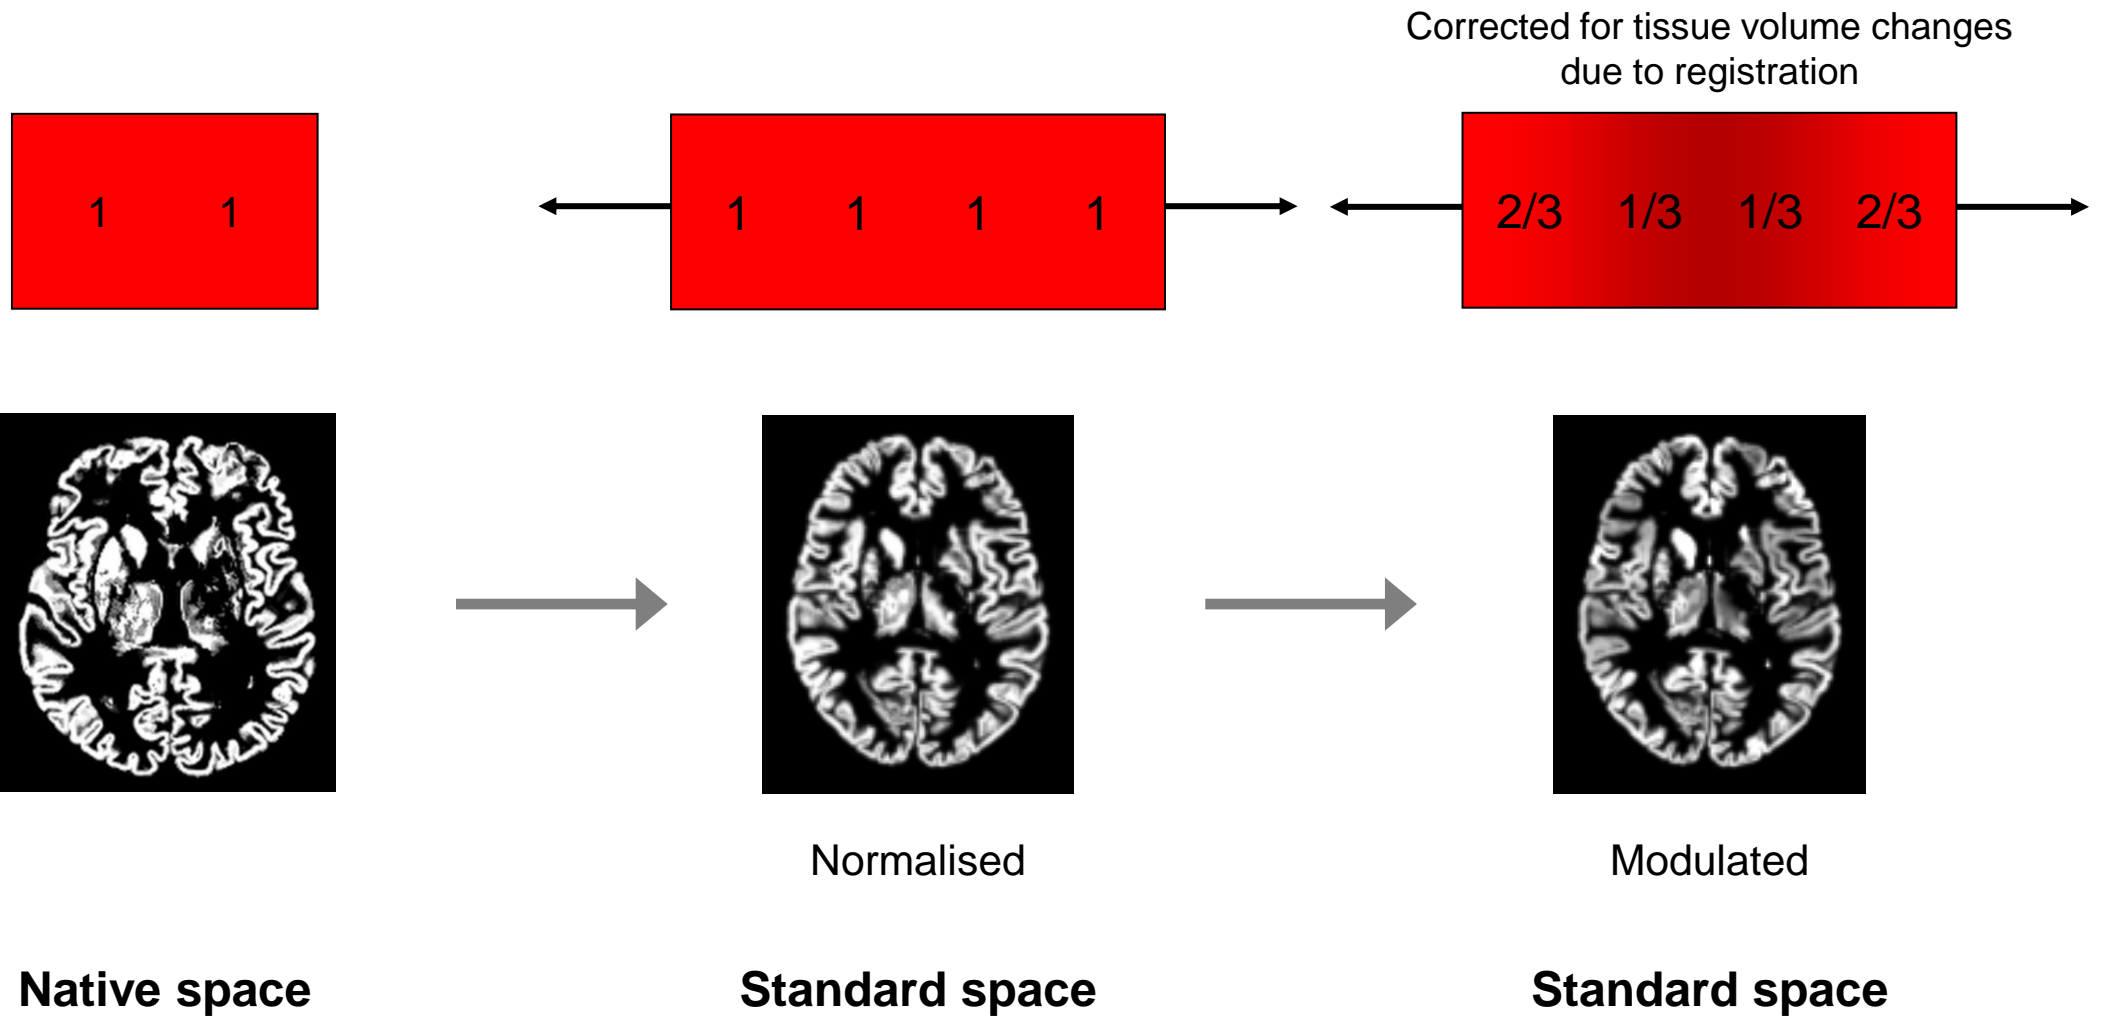 Corrected for tissue volume changes
due to registration
1 1
1 1 1 1
2/3 1/3 1/3 2/3
Normalised
Modulated
Native space
Standard space
Standard space